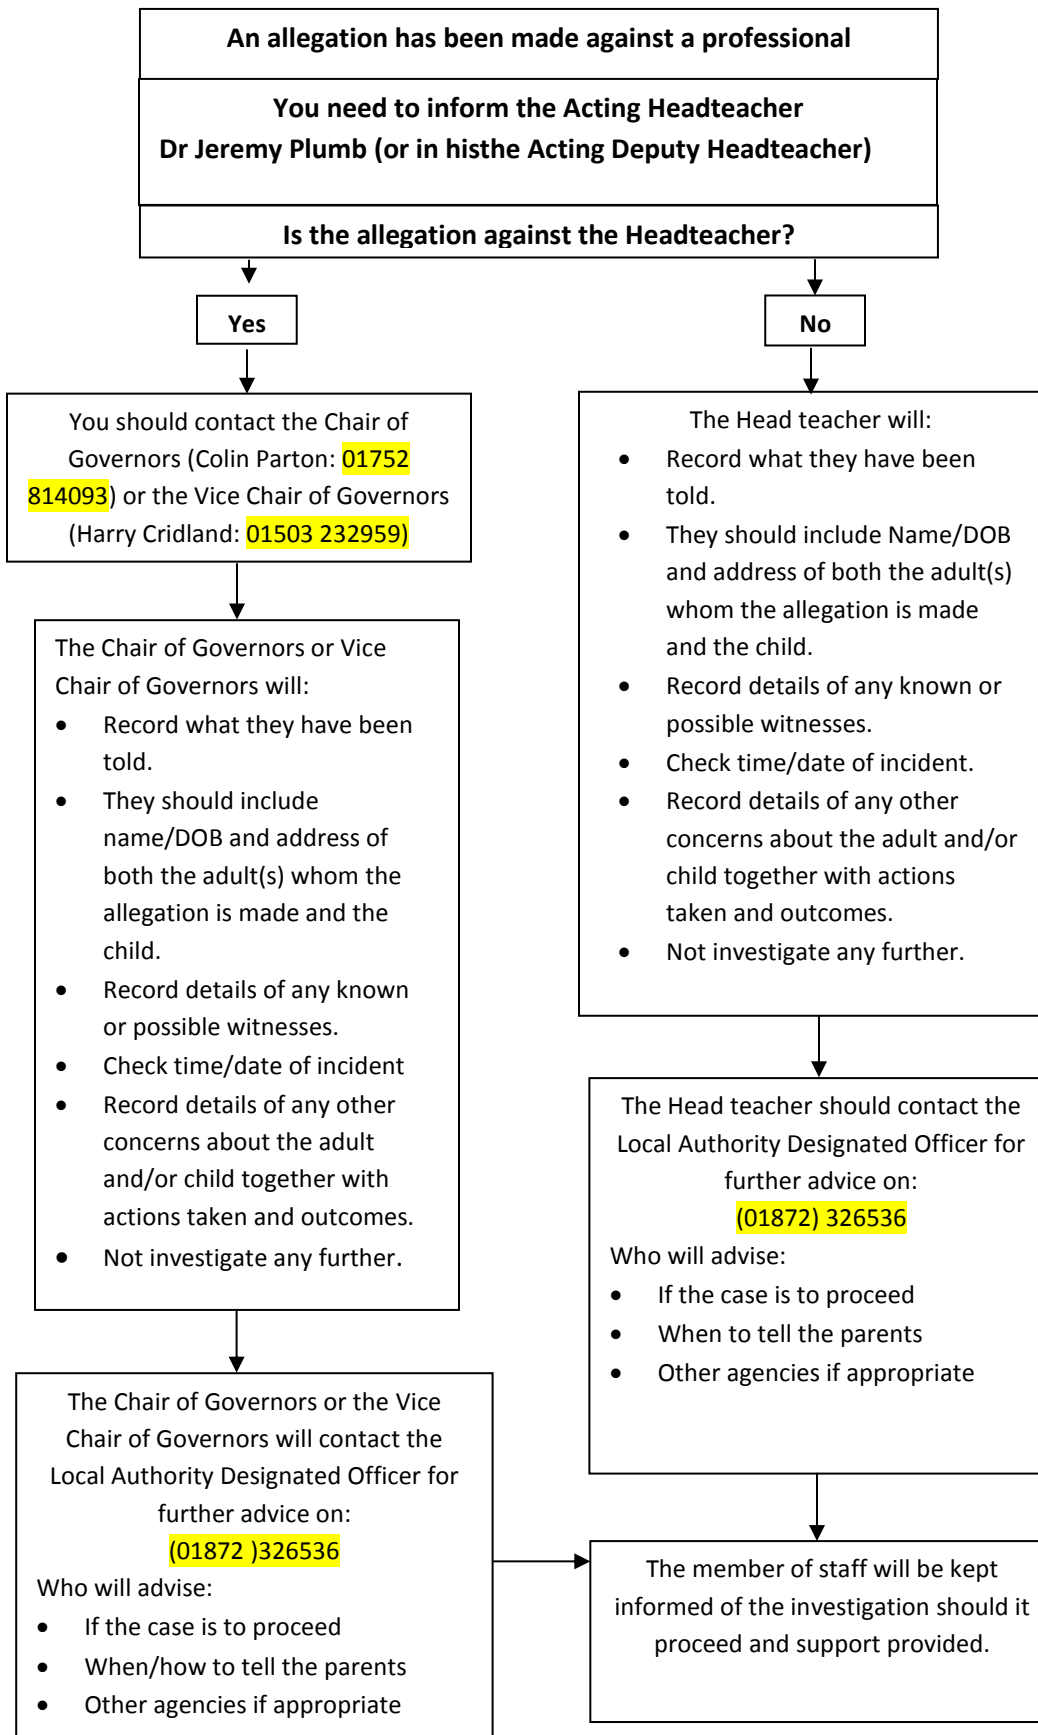 An allegation has been made against a professional
You need to inform the Acting Headteacher
Dr Jeremy Plumb (or in histhe Acting Deputy Headteacher)
Is the allegation against the Headteacher?
Yes
You should contact the Chair of
Governors (Colin Parton: 01752
814093) or the Vice Chair of Governors
(Harry Cridland: 01503 232959)
The Chair of Governors or Vice
Chair of Governors will:
• Record what they have been
told.
• They should include
name/DOB and address of
both the adult(s) whom the
allegation is made and the
child.
• Record details of any known
or possible witnesses.
• Check time/date of incident
• Record details of any other
concerns about the adult
and/or child together with
actions taken and outcomes.
• Not investigate any further.
The Chair of Governors or the Vice
Chair of Governors will contact the
Local Authority Designated Officer for
further advice on:
(01872 )326536
Who will advise:
• If the case is to proceed
• When/how to tell the parents
• Other agencies if appropriate
No
The Head teacher will:
• Record what they have been
told.
• They should include Name/DOB
and address of both the adult(s)
whom the allegation is made
and the child.
• Record details of any known or
possible witnesses.
• Check time/date of incident.
• Record details of any other
concerns about the adult and/or
child together with actions
taken and outcomes.
• Not investigate any further.
The Head teacher should contact the
Local Authority Designated Officer for
further advice on:
(01872) 326536
Who will advise:
• If the case is to proceed
• When to tell the parents
• Other agencies if appropriate
The member of staff will be kept
informed of the investigation should it
proceed and support provided.